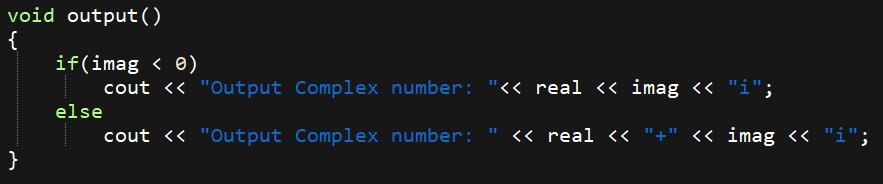 void output()
{
if(imag < 0)
cout << "Output Complex number: "<< real << imag << "i";
else
cout << "Output Complex number: " << real << "+" << imag << "i";
}